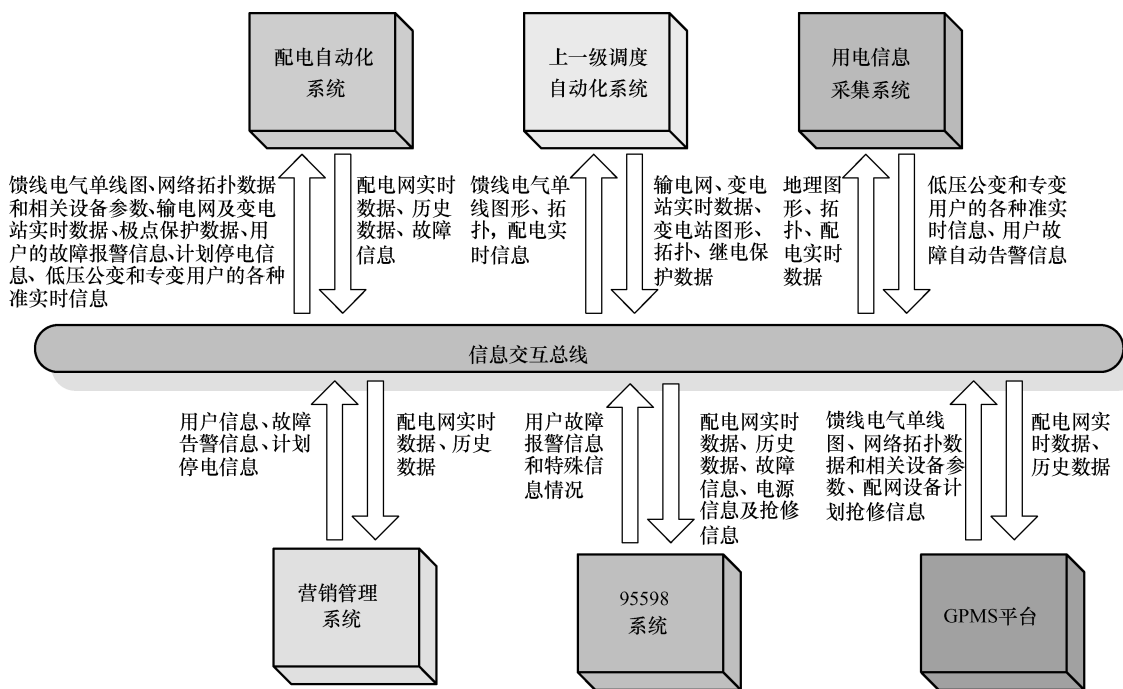 配电自动化
系统
上一级调度
自动化系统
用电信息
采集系统
馈线电气单线图、网络拓扑数据
和相关设备参数、输电网及变电
站实时数据、极点保护数据、用
户的故障报警信息、计划停电信
息、低压公变和专变用户的各种
准实时信息
配电网实时
数据、历史
数据、故障
信息
馈线电气单
线图形、拓
扑，配电实
时信息
输电网、变电
站实时数据、
变电站图形、
拓扑、继电保
护数据
地理图
形、拓
扑、配
电实时
数据
低压公变和专变
用户的各种准实
时信息、用户故
障自动告警信息
信息交互总线
用户信息、故障
告警信息、计划
停电信息
配电网实时
数据、历史
数据
用户故障
报警信息
和特殊信
息情况
配电网实时
数据、历史
数据、故障
信息、电源
信息及抢修
信息
馈线电气单线
图、网络拓扑数
据和相关设备参
数、配网设备计
划抢修信息
配电网实
时数据、
历史数据
营销管理
系统
95598
系统
GPMS平台